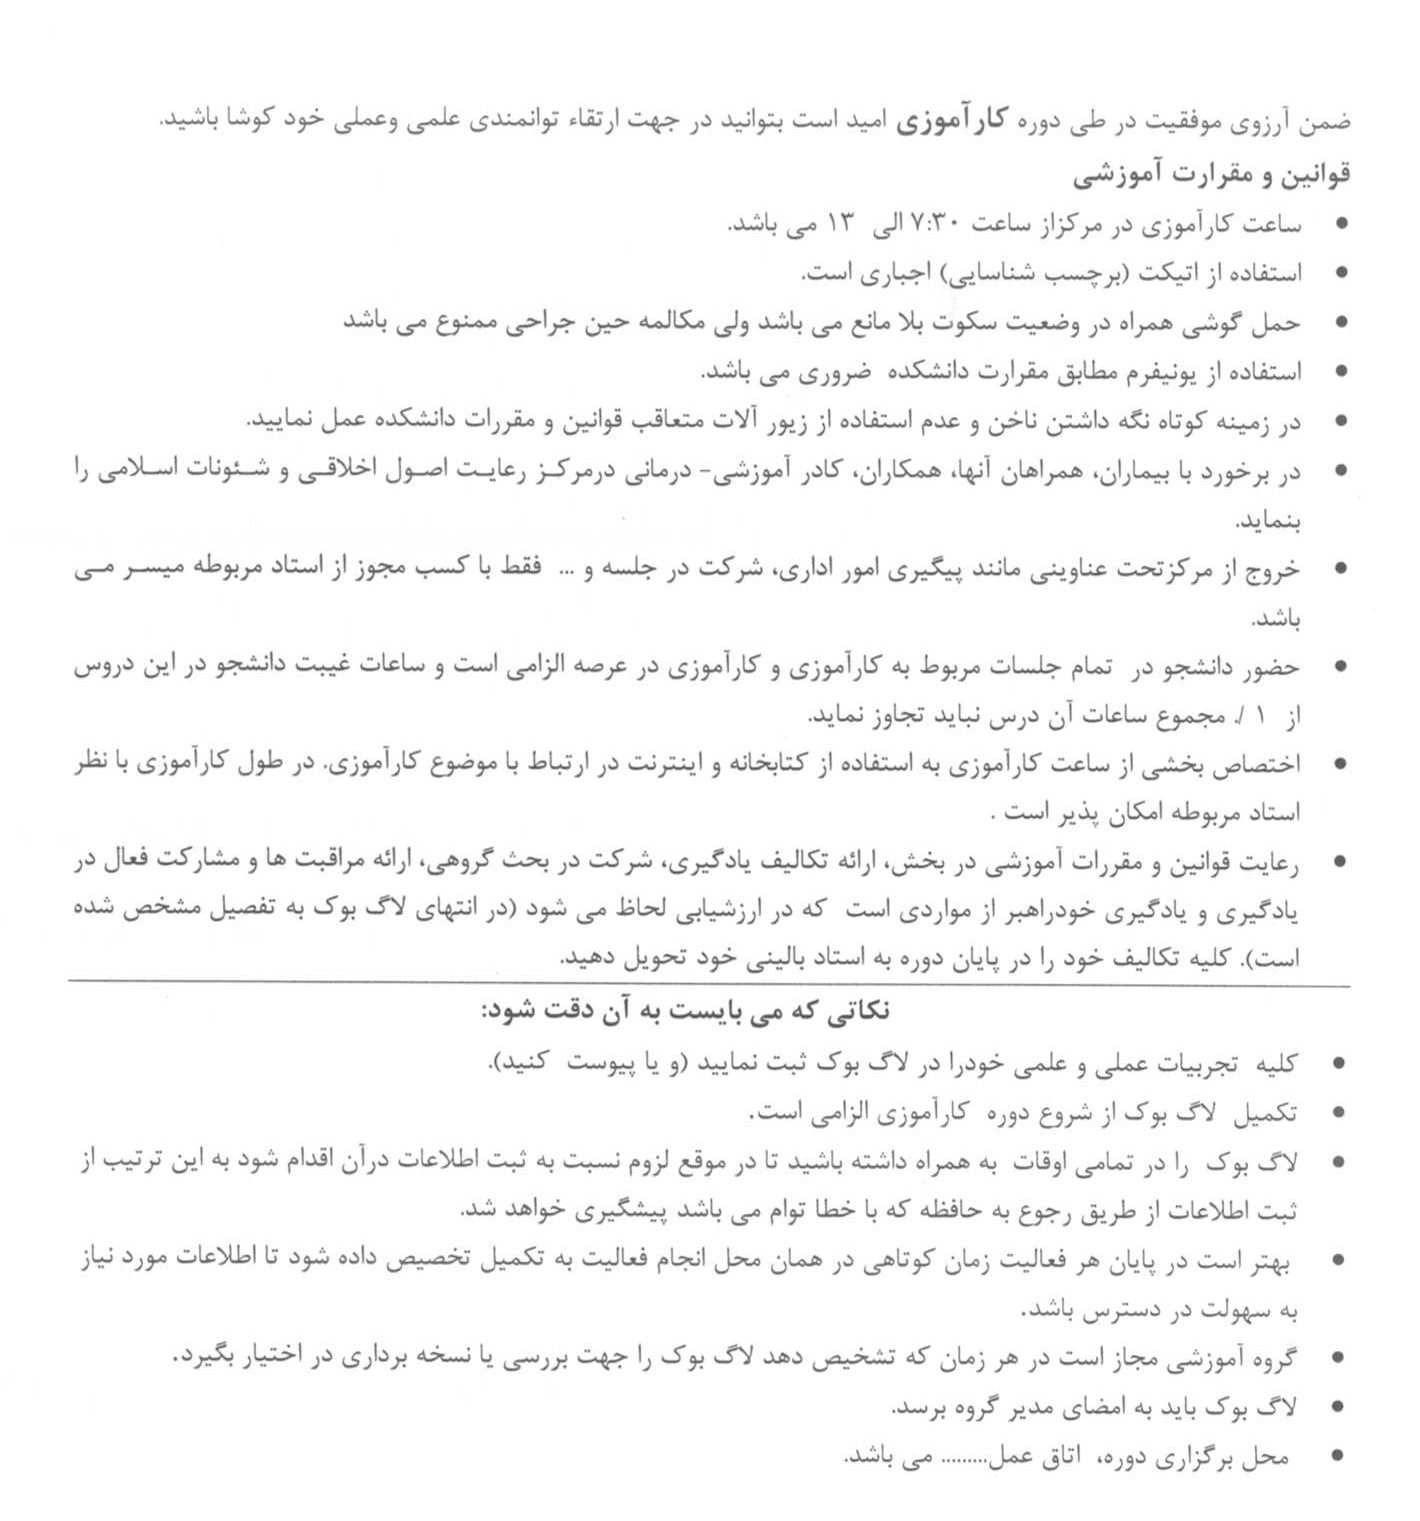 ضمن آرزوی موفقیت در طی دوره کارآموزی امید است بتوانید در جهت ارتقاء توانمندی علمی وعملی خود کوشا باشید.
قوانین و مقرارت آموزشی
• ساعت کارآموزی در مرکزاز ساعت ۷:۳۰ الی ۱۳ می باشد.
• استفاده از اتیکت (برچسب شناسایی) اجباری است.
• حمل گوشی همراه در وضعیت سکوت بلا مانع می باشد ولی مکالمه حین جراحی ممنوع می باشد
• استفاده از یونیفرم مطابق مقرارت دانشکده ضروری می باشد.
• در زمینه کوتاه نگه داشتن ناخن و عدم استفاده از زیور آلات متعاقب قوانین و مقررات دانشکده عمل نمایید.
• در برخورد با بیماران، همراهان آنها، همکاران، کادر آموزشی- درمانی درمرکز رعایت اصول اخلاقی و شئونات اسلامی را
بنماید.
• خروج از مرکزتحت عناوینی مانند پیگیری امور اداری، شرکت در جلسه و ... فقط با کسب مجوز از استاد مربوطه میسر می
باشد.
• حضور دانشجو در تمام جلسات مربوط به کارآموزی و کارآموزی در عرصه الزامی است و ساعات غیبت دانشجو در این دروس
از ۱ /. مجموع ساعات آن درس نباید تجاوز نماید.
• اختصاص بخشی از ساعت کارآموزی به استفاده از کتابخانه و اینترنت در ارتباط با موضوع کارآموزی. در طول کارآموزی با نظر
استاد مربوطه امکان پذیر است .
• رعایت قوانین و مقررات آموزشی در بخش، ارائه تکالیف یادگیری، شرکت در بحث گروهی، ارائه مراقبت ها و مشارکت فعال در
یادگیری و یادگیری خودراهبر از مواردی است که در ارزشیابی لحاظ می شود (در انتهای لاگ بوک به تفصیل مشخص شده
است). کلیه تکالیف خود را در پایان دوره به استاد بالینی خود تحویل دهید.
نکاتی که می بایست به آن دقت شود:
• کلیه تجربیات عملی و علمی خودرا در لاگ بوک ثبت نمایید (و یا پیوست کنید).
• تکمیل لاگ بوک از شروع دوره کارآموزی الزامی است.
• لاگ بوک را در تمامی اوقات به همراه داشته باشید تا در موقع لزوم نسبت به ثبت اطلاعات درآن اقدام شود به این ترتیب از
ثبت اطلاعات از طریق رجوع به حافظه که با خطا توام می باشد پیشگیری خواهد شد.
• بهتر است در پایان هر فعالیت زمان کوتاهی در همان محل انجام فعالیت به تکمیل تخصیص داده شود تا اطلاعات مورد نیاز
به سهولت در دسترس باشد.
• گروه آموزشی مجاز است در هر زمان که تشخیص دهد لاگ بوک را جهت بررسی یا نسخه برداری در اختیار بگیرد.
• لاگ بوک باید به امضای مدیر گروه برسد.
• محل برگزاری دوره، اتاق عمل......... می باشد.